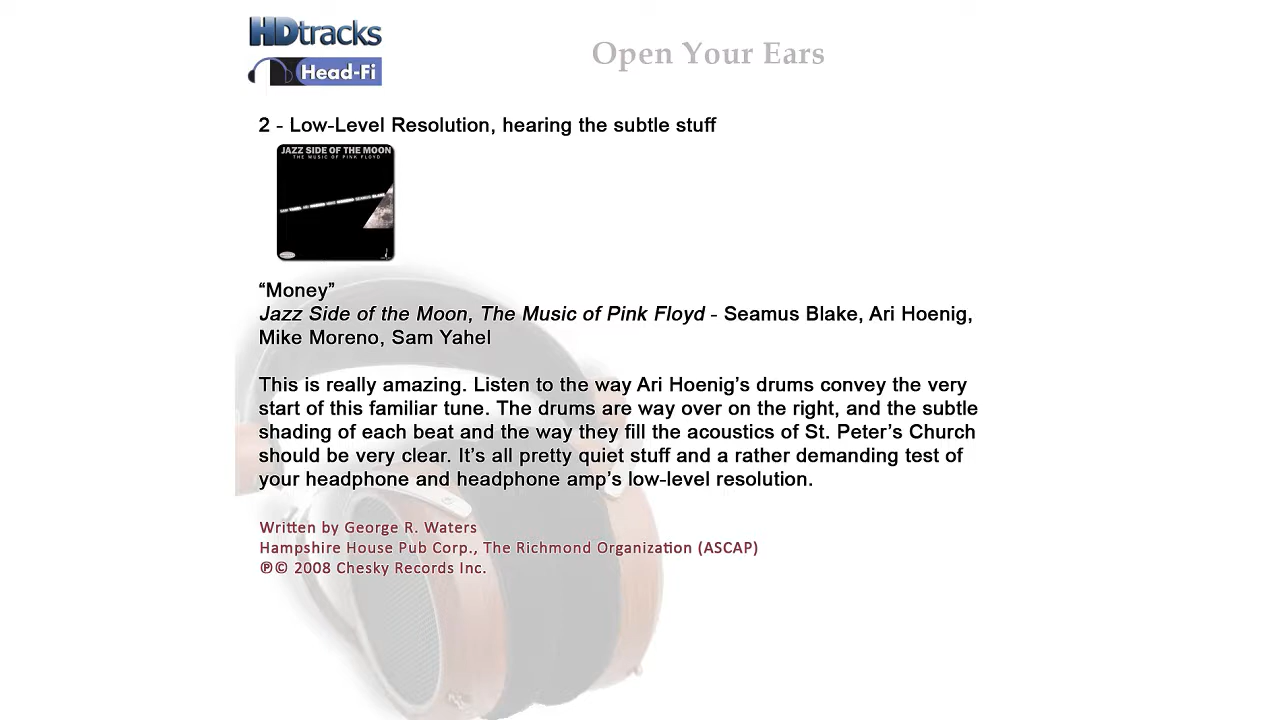 HDtracks
Head-Fi
Open Your Ears
2 - Low-Level Resolution, hearing the subtle stuff
JAZZ SIDE OF THE MOON
THE MUSIC OF PINK FLOYD
“Money”
Jazz Side of the Moon, The Music of Pink Floyd - Seamus Blake, Ari Hoenig,
Mike Moreno, Sam Yahel
This is really amazing. Listen to the way Ari Hoenig’s drums convey the very
start of this familiar tune. The drums are way over on the right, and the subtle
shading of each beat and the way they fill the acoustics of St. Peter’s Church
should be very clear. It’s all pretty quiet stuff and a rather demanding test of
your headphone and headphone amp’s low-level resolution.
Written by George R. Waters
Hampshire House Pub Corp., The Richmond Organization (ASCAP)
℗© 2008 Chesky Records Inc.